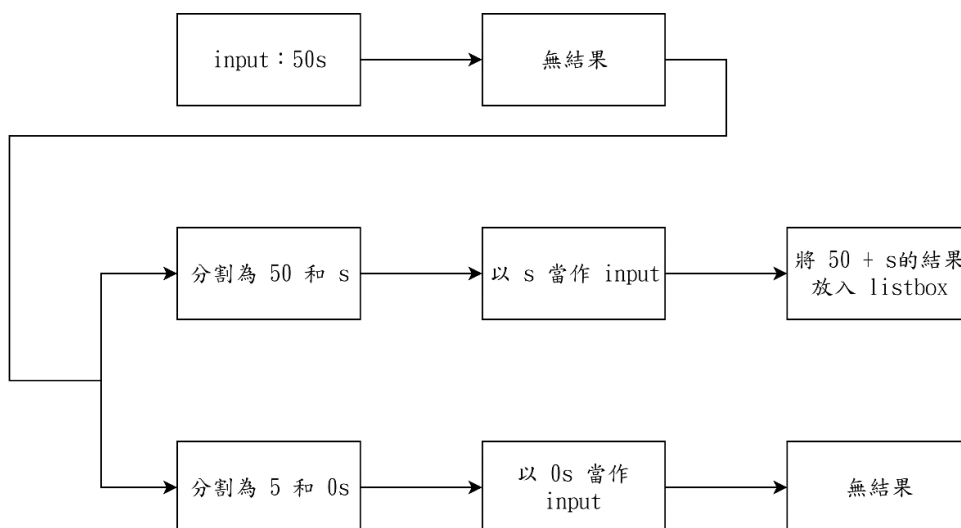 input：50s
無結果
分割為 50 和 s
以 s 當作 input
將 50 + s的結果
放入 listbox
分割為 5 和 0s
以 0s 當作
input
無結果